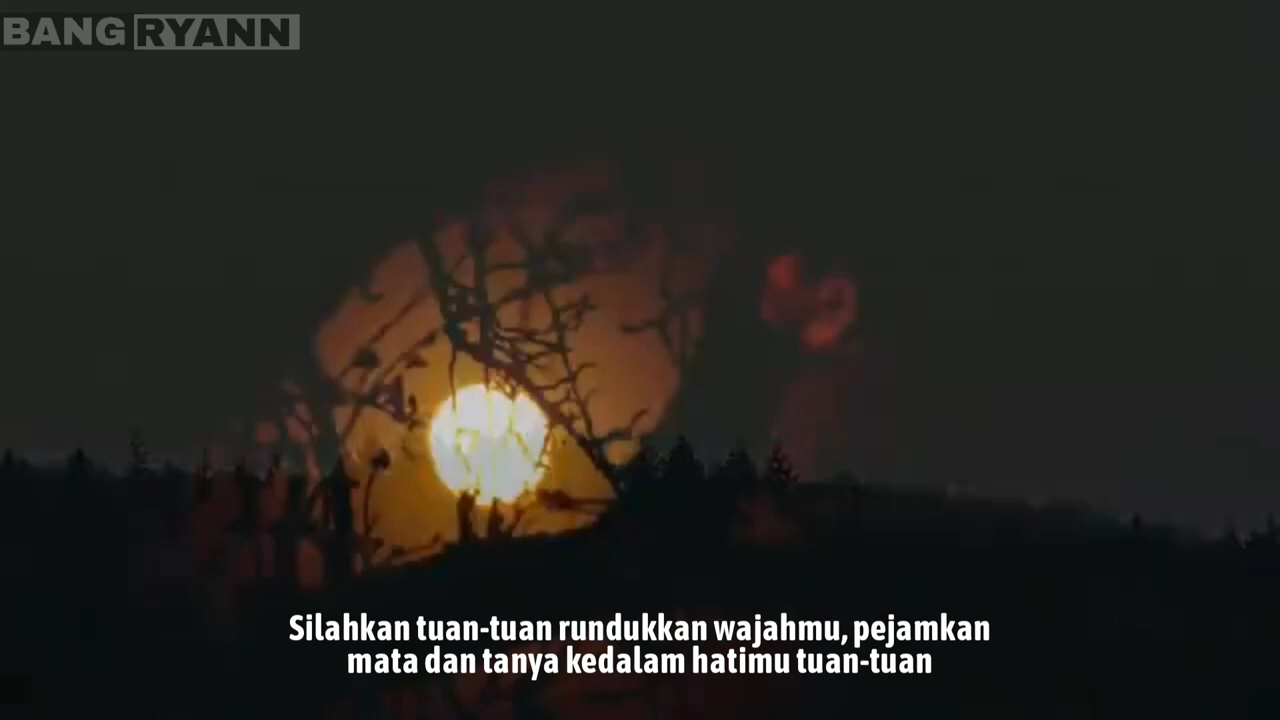 BANG RYANN
Silahkan tuan-tuan rundukkan wajahmu, pejamkan
mata dan tanya kedalam hatimu tuan-tuan